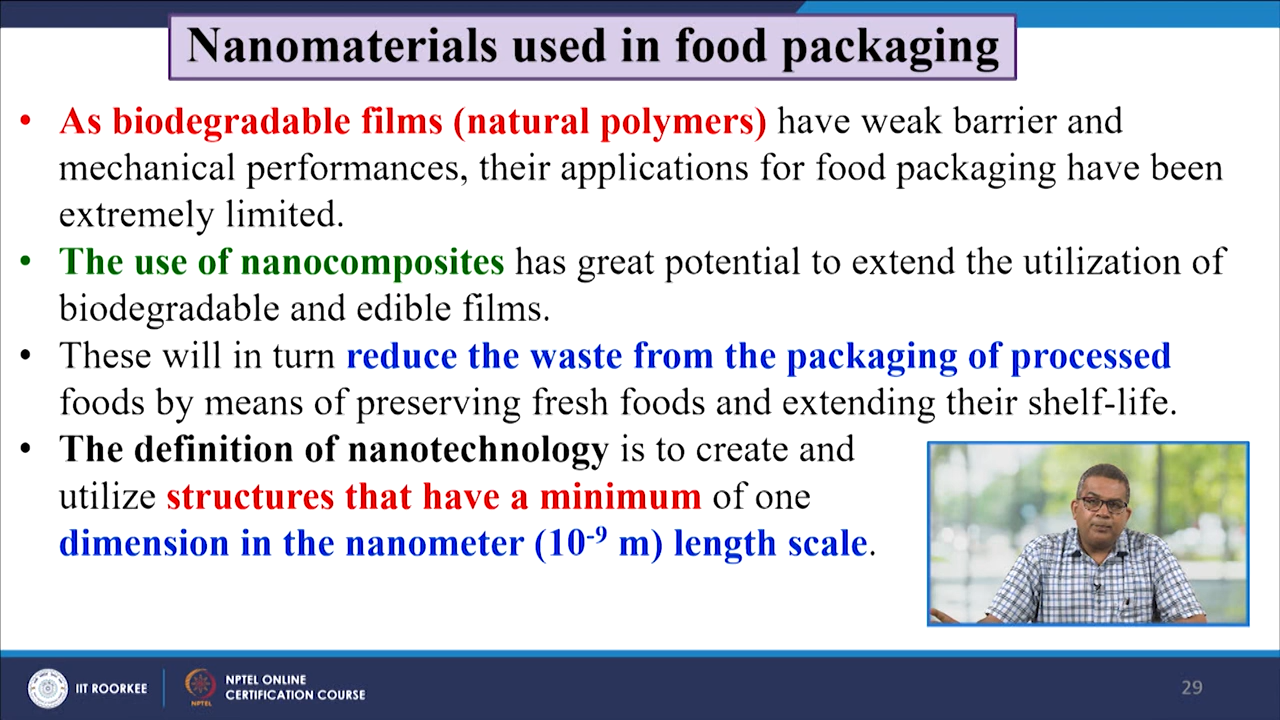 Nanomaterials used in food packaging
• As biodegradable films (natural polymers) have weak barrier and
mechanical performances, their applications for food packaging have been
extremely limited.
• The use of nanocomposites has great potential to extend the utilization of
biodegradable and edible films.
• These will in turn reduce the waste from the packaging of processed
foods by means of preserving fresh foods and extending their shelf-life.
• The definition of nanotechnology is to create and
utilize structures that have a minimum of one
dimension in the nanometer (10⁻⁹ m) length scale.
IIT ROORKEE
NPTEL
NPTEL ONLINE
CERTIFICATION COURSE
29